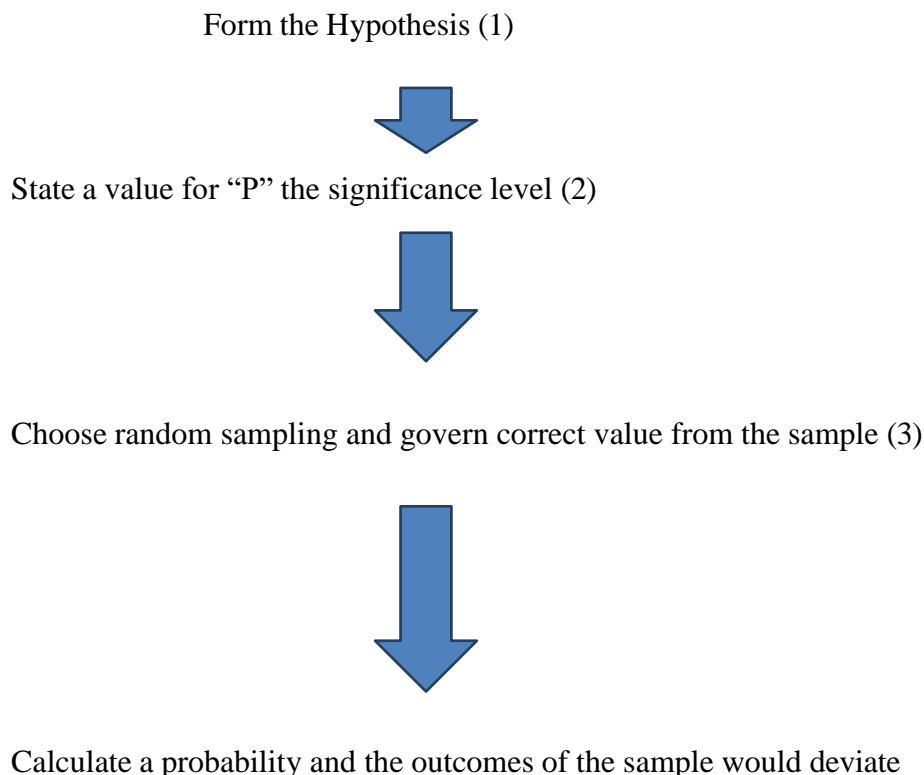 Form the Hypothesis (1)
State a value for “P” the significance level (2)
Choose random sampling and govern correct value from the sample (3)
Calculate a probability and the outcomes of the sample would deviate